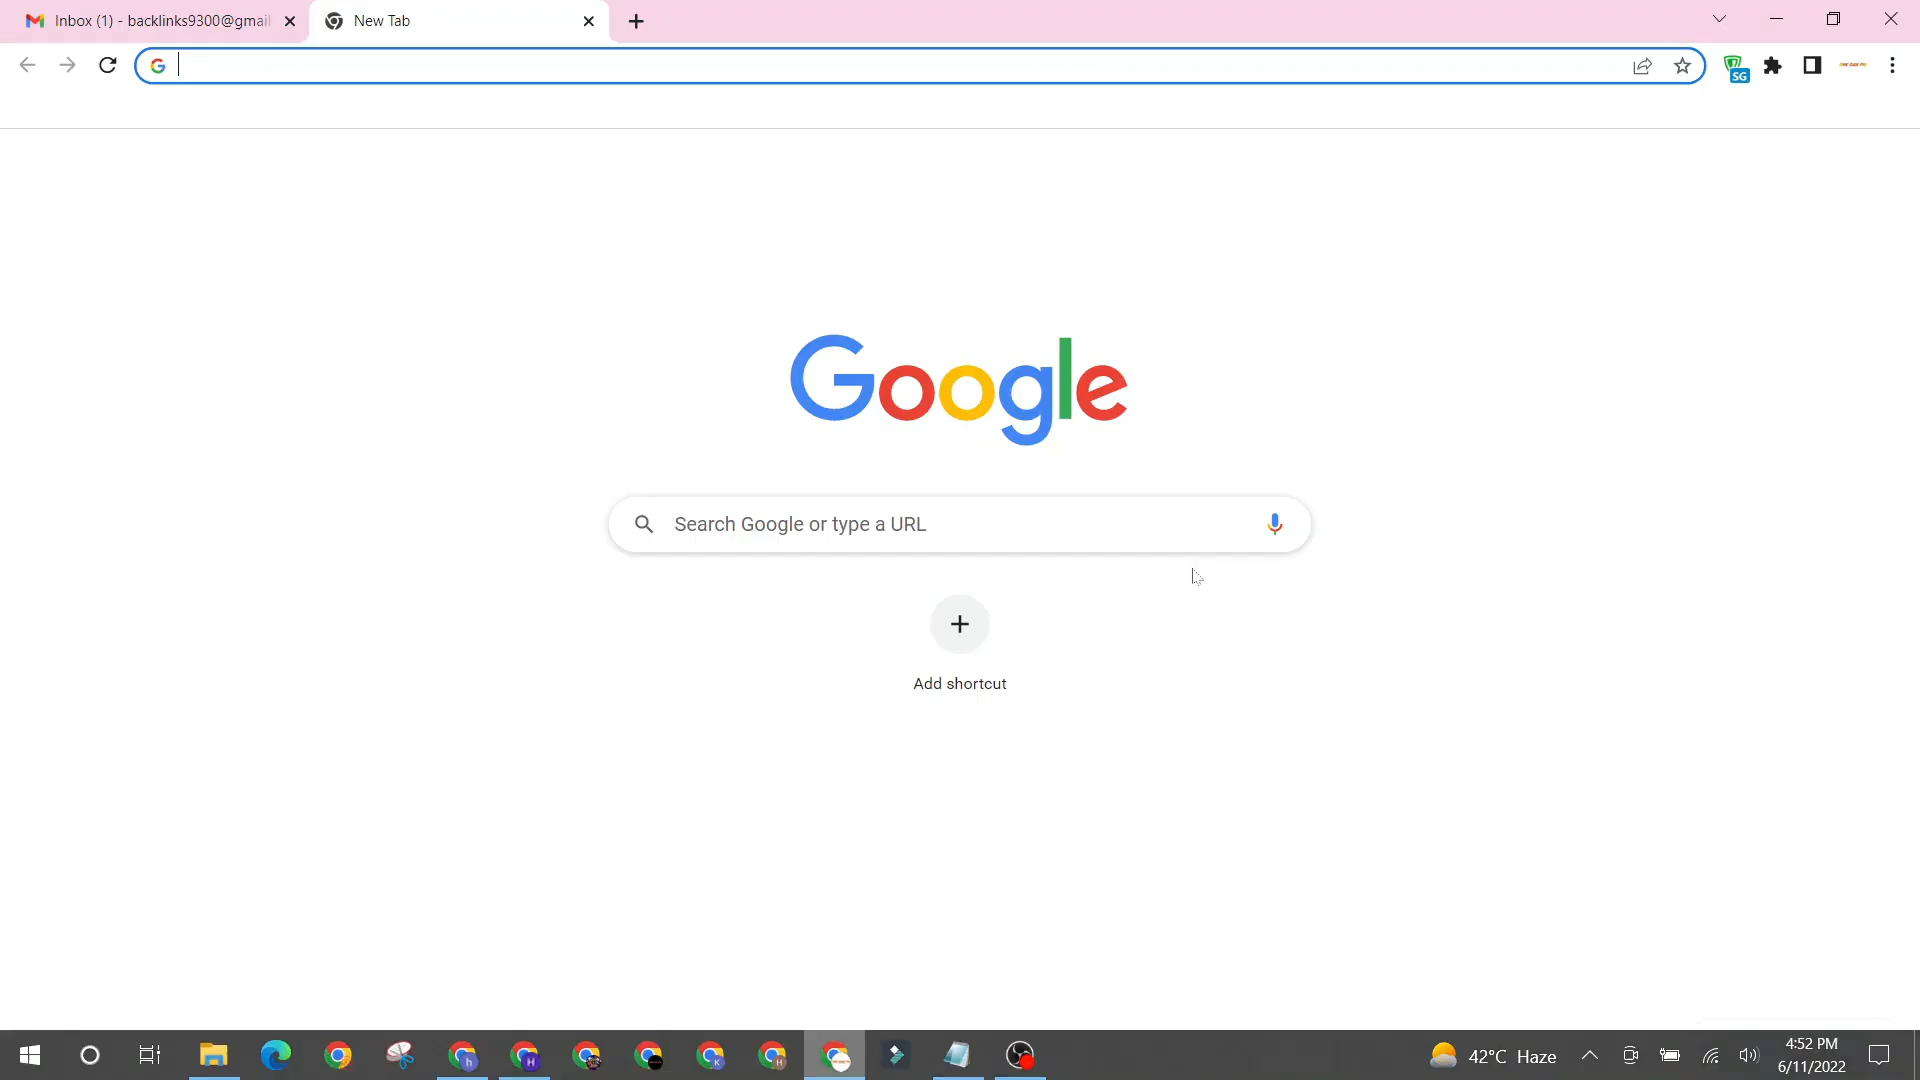 Inbox (1) - backlinks9300@gmail
New Tab
SG
Google
Search Google or type a URL
Add shortcut
42°C Haze
4:52 PM
6/11/2022